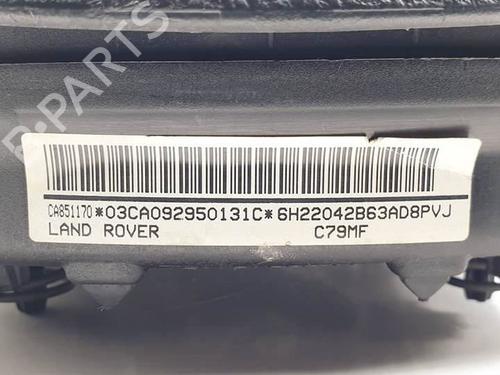 B-PARTS
CA851170*03CA092950131C*6H22042B63AD8PVJ
LAND ROVER C79MF